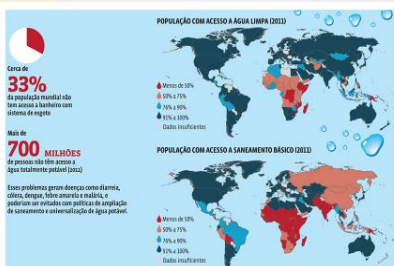 Cerca de
33%
da população mundial não
tem acesso a banheiro com
sistema de esgoto
Mais de
700 MILHÕES
de pessoas não têm acesso a
água totalmente potável (2011)
Esses problemas geram doenças como diarreia,
cólera, dengue, febre amarela e malária, e
poderiam ser evitados com políticas de ampliação
de saneamento e universalização de água potável.
POPULAÇÃO COM ACESSO A ÁGUA LIMPA (2011)
Menos de 50%
50% a 75%
76% a 90%
91% a 100%
Dados insuficientes
POPULAÇÃO COM ACESSO A SANEAMENTO BÁSICO (2011)
Menos de 50%
50% a 75%
76% a 90%
91% a 100%
Dados insuficientes